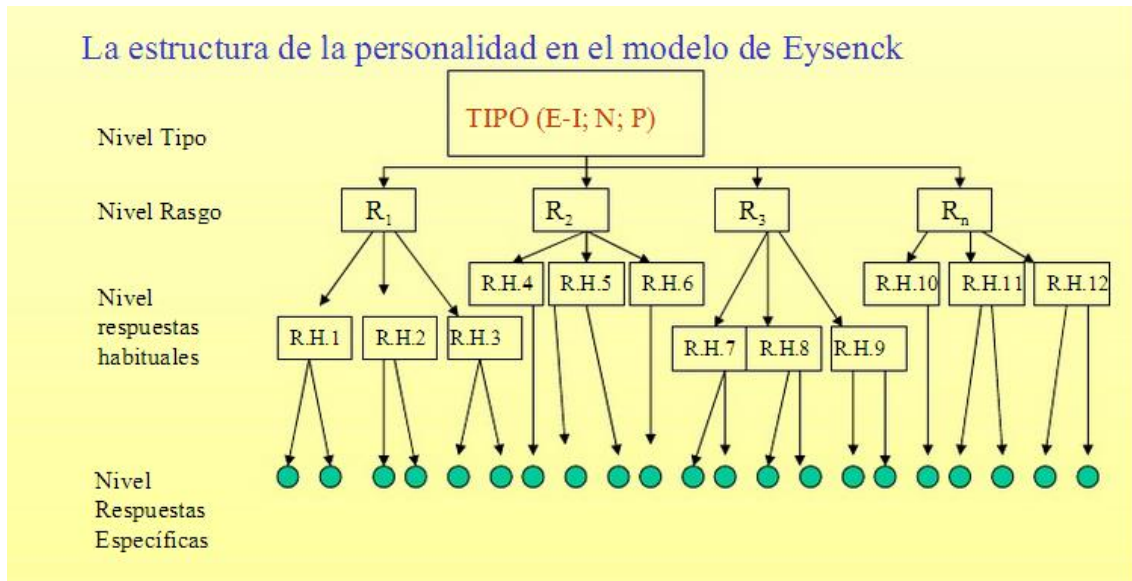 La estructura de la personalidad en el modelo de Eysenck
TIPO (E-I; N; P)
Nivel Tipo
Nivel Rasgo
R1
R2
R3
Rn
R.H.4
R.H.5
R.H.6
R.H.10
R.H.11
R.H.12
Nivel
respuestas
habituales
R.H.1
R.H.2
R.H.3
R.H.7
R.H.8
R.H.9
Nivel
Respuestas
Específicas